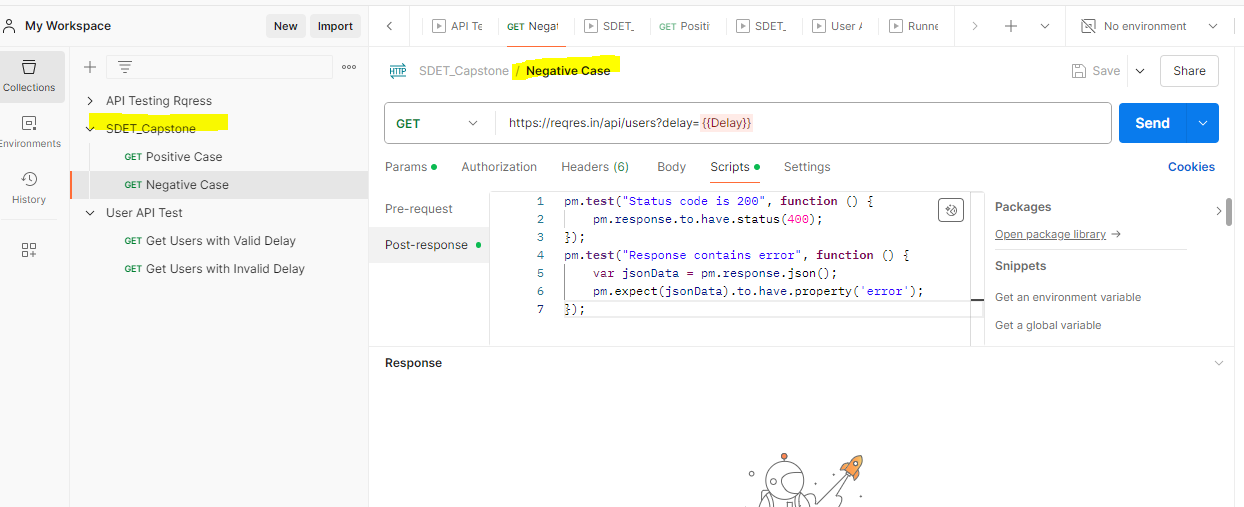 My Workspace
New
Import
API Te
GET Negat
SDET_
GET Positi
SDET_
User A
Runne
No environment
Collections
Environments
History
API Testing Rqress
SDET_Capstone
GET Positive Case
GET Negative Case
User API Test
GET Get Users with Valid Delay
GET Get Users with Invalid Delay
HTTP SDET_Capstone / Negative Case
Save
Share
GET
https://reqres.in/api/users?delay={{Delay}}
Send
Params
Authorization
Headers (6)
Body
Scripts
Settings
Cookies
Pre-request
Post-response
1 pm.test("Status code is 200", function () {
2 pm.response.to.have.status(400);
3 });
4 pm.test("Response contains error", function () {
5 var jsonData = pm.response.json();
6 pm.expect(jsonData).to.have.property('error');
7 });
Packages
Open package library →
Snippets
Get an environment variable
Get a global variable
Response